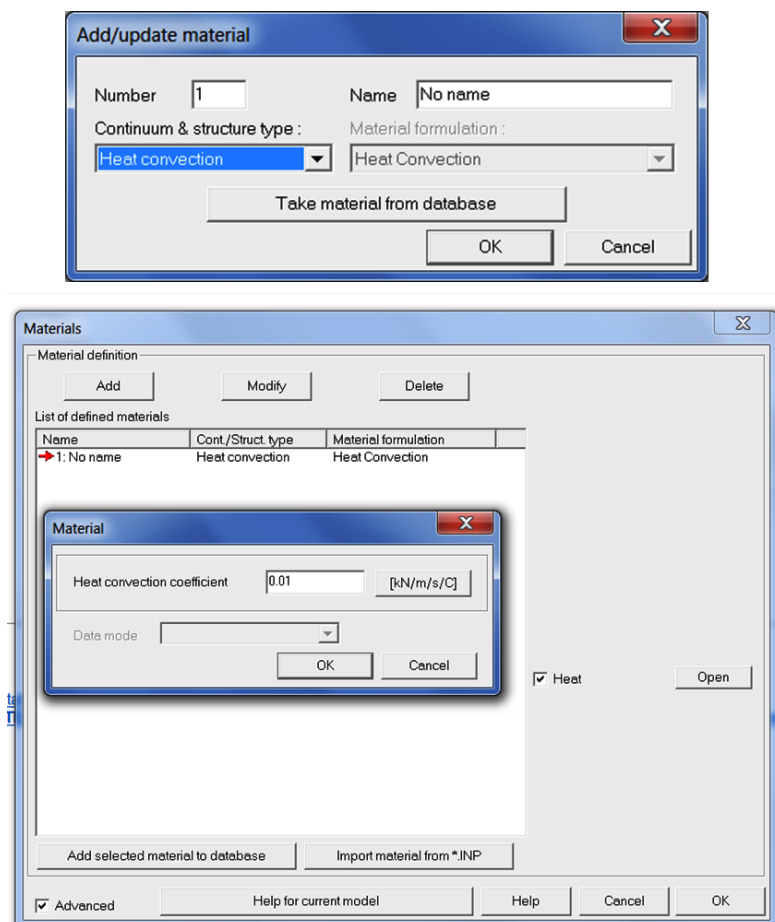 Add/update material
Number 1 Name No name
Continuum & structure type : Material formulation :
Heat convection Heat Convection
Take material from database
OK Cancel
Materials
Material definition
Add Modify Delete
List of defined materials
Name Cont./Struct. type Material formulation
1: No name Heat convection Heat Convection
Material
Heat convection coefficient 0.01 [kN/m/s/C]
Data mode
OK Cancel
Heat Open
Add selected material to database Import material from *.INP
Advanced Help for current model Help Cancel OK